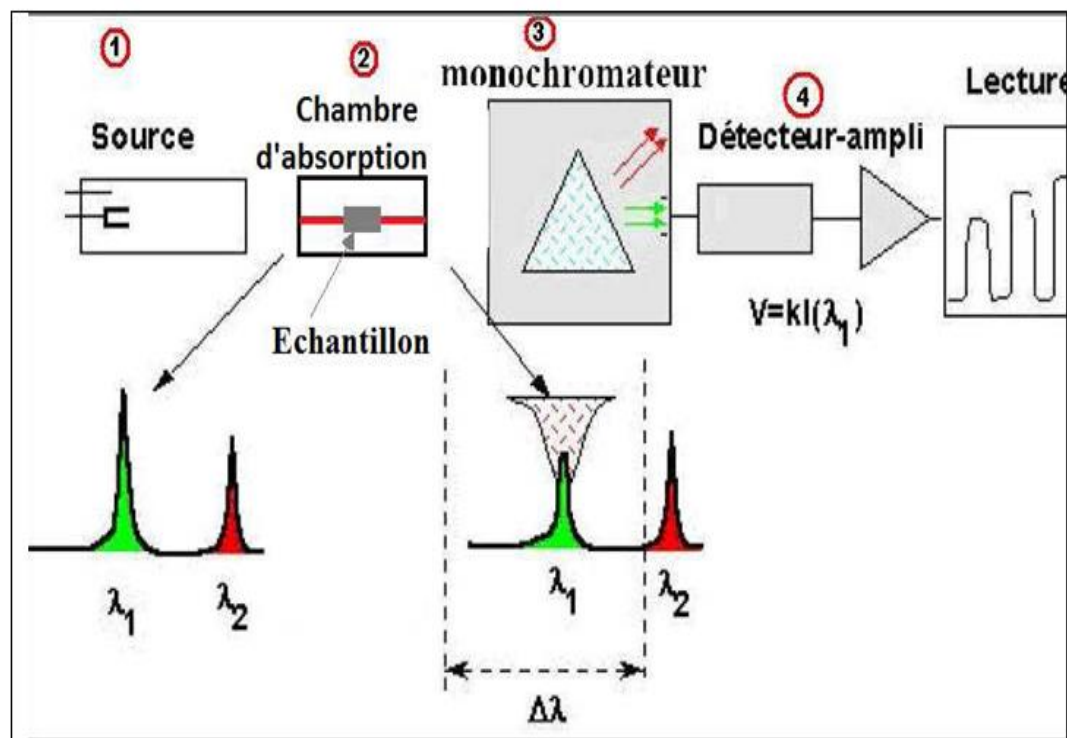 1
2
3
4
monochromateur
Lecture
Source
Chambre
d'absorption
Détecteur-ampli
Echantillon
V=kI(λ1)
λ1
λ2
λ1
λ2
Δλ